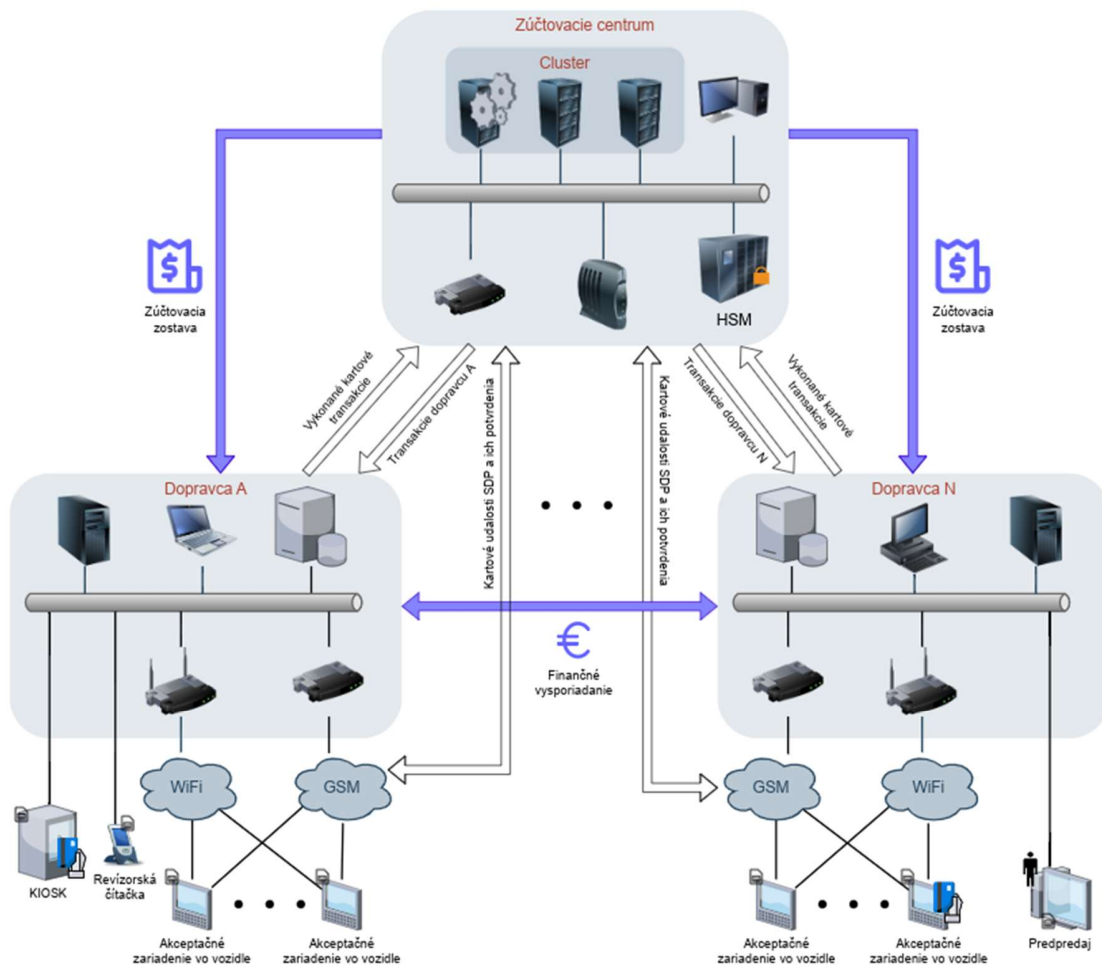 Zúčtovacie centrum
Cluster
HSM
Zúčtovacia
zostava
Zúčtovacia
zostava
Vykonané kartové
transakcie
Transakcie dopravcu A
Kartové udalosti SDP a ich potvrdenia
Kartové udalosti SDP a ich potvrdenia
Transakcie dopravcu N
Vykonané kartové
transakcie
Dopravca A
Dopravca N
Finančné
vysporiadanie
WiFi
GSM
GSM
WiFi
KIOSK
Revízorská
čítačka
Akceptačné
zariadenie vo vozidle
Akceptačné
zariadenie vo vozidle
Akceptačné
zariadenie vo vozidle
Akceptačné
zariadenie vo vozidle
Predpredaj